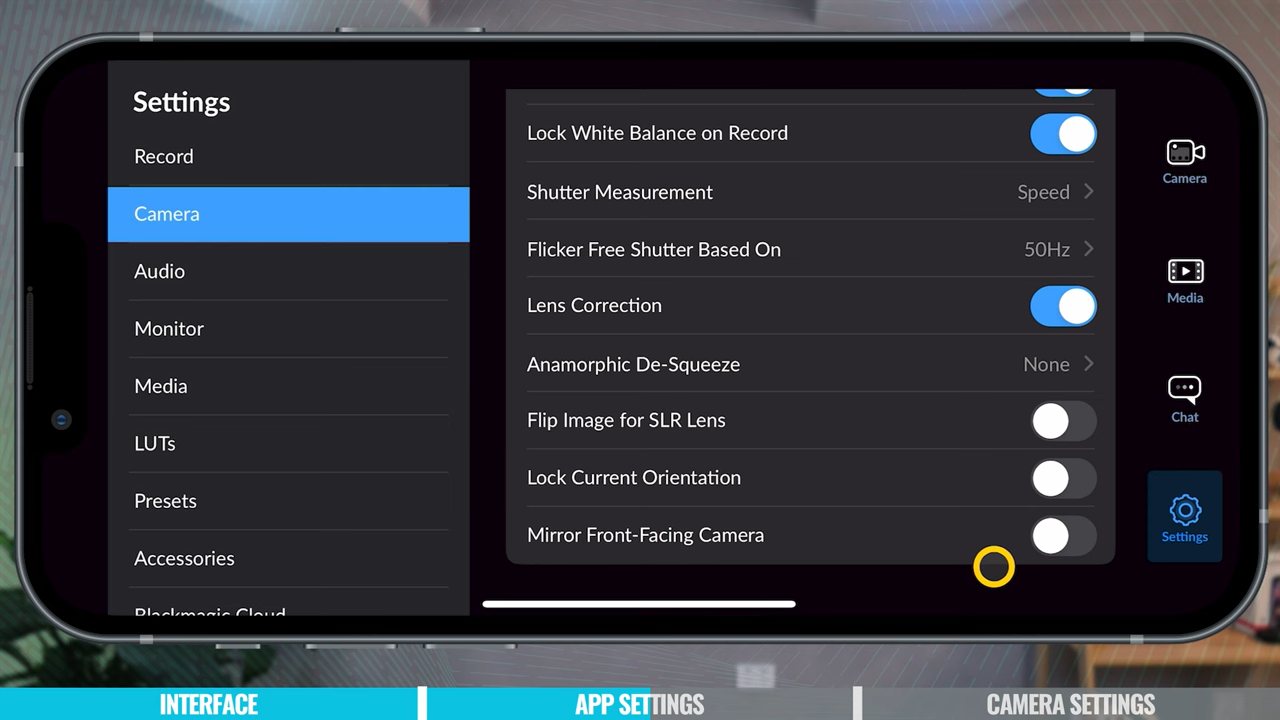 Settings
Record
Camera
Audio
Monitor
Media
LUTs
Presets
Accessories
Blackmagic Cloud
Lock White Balance on Record
Shutter Measurement Speed
Flicker Free Shutter Based On 50Hz
Lens Correction
Anamorphic De-Squeeze None
Flip Image for SLR Lens
Lock Current Orientation
Mirror Front-Facing Camera
Camera
Media
Chat
Settings
INTERFACE APP SETTINGS CAMERA SETTINGS